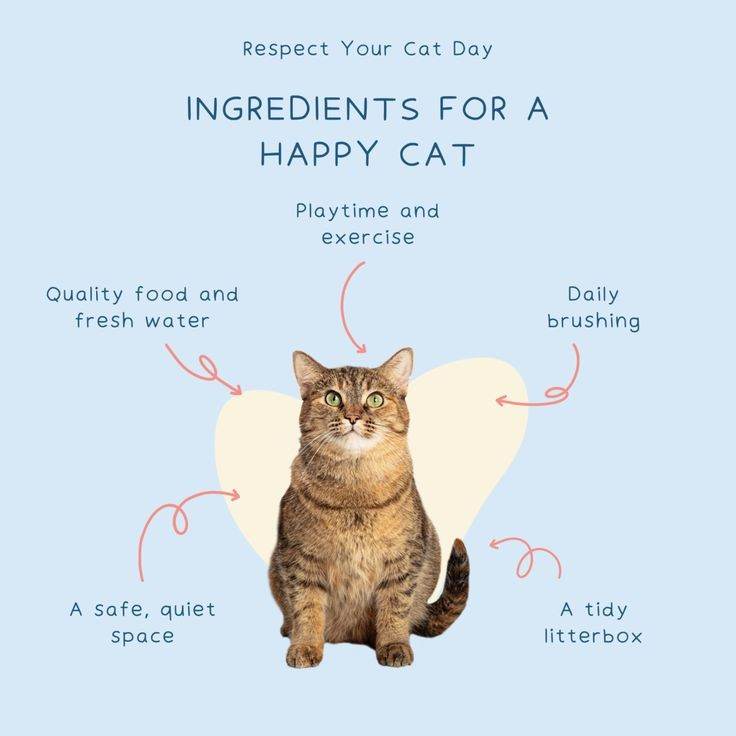 Respect Your Cat Day
INGREDIENTS FOR A
HAPPY CAT
Playtime and
exercise
Quality food and
fresh water
Daily
brushing
A safe, quiet
space
A tidy
litterbox